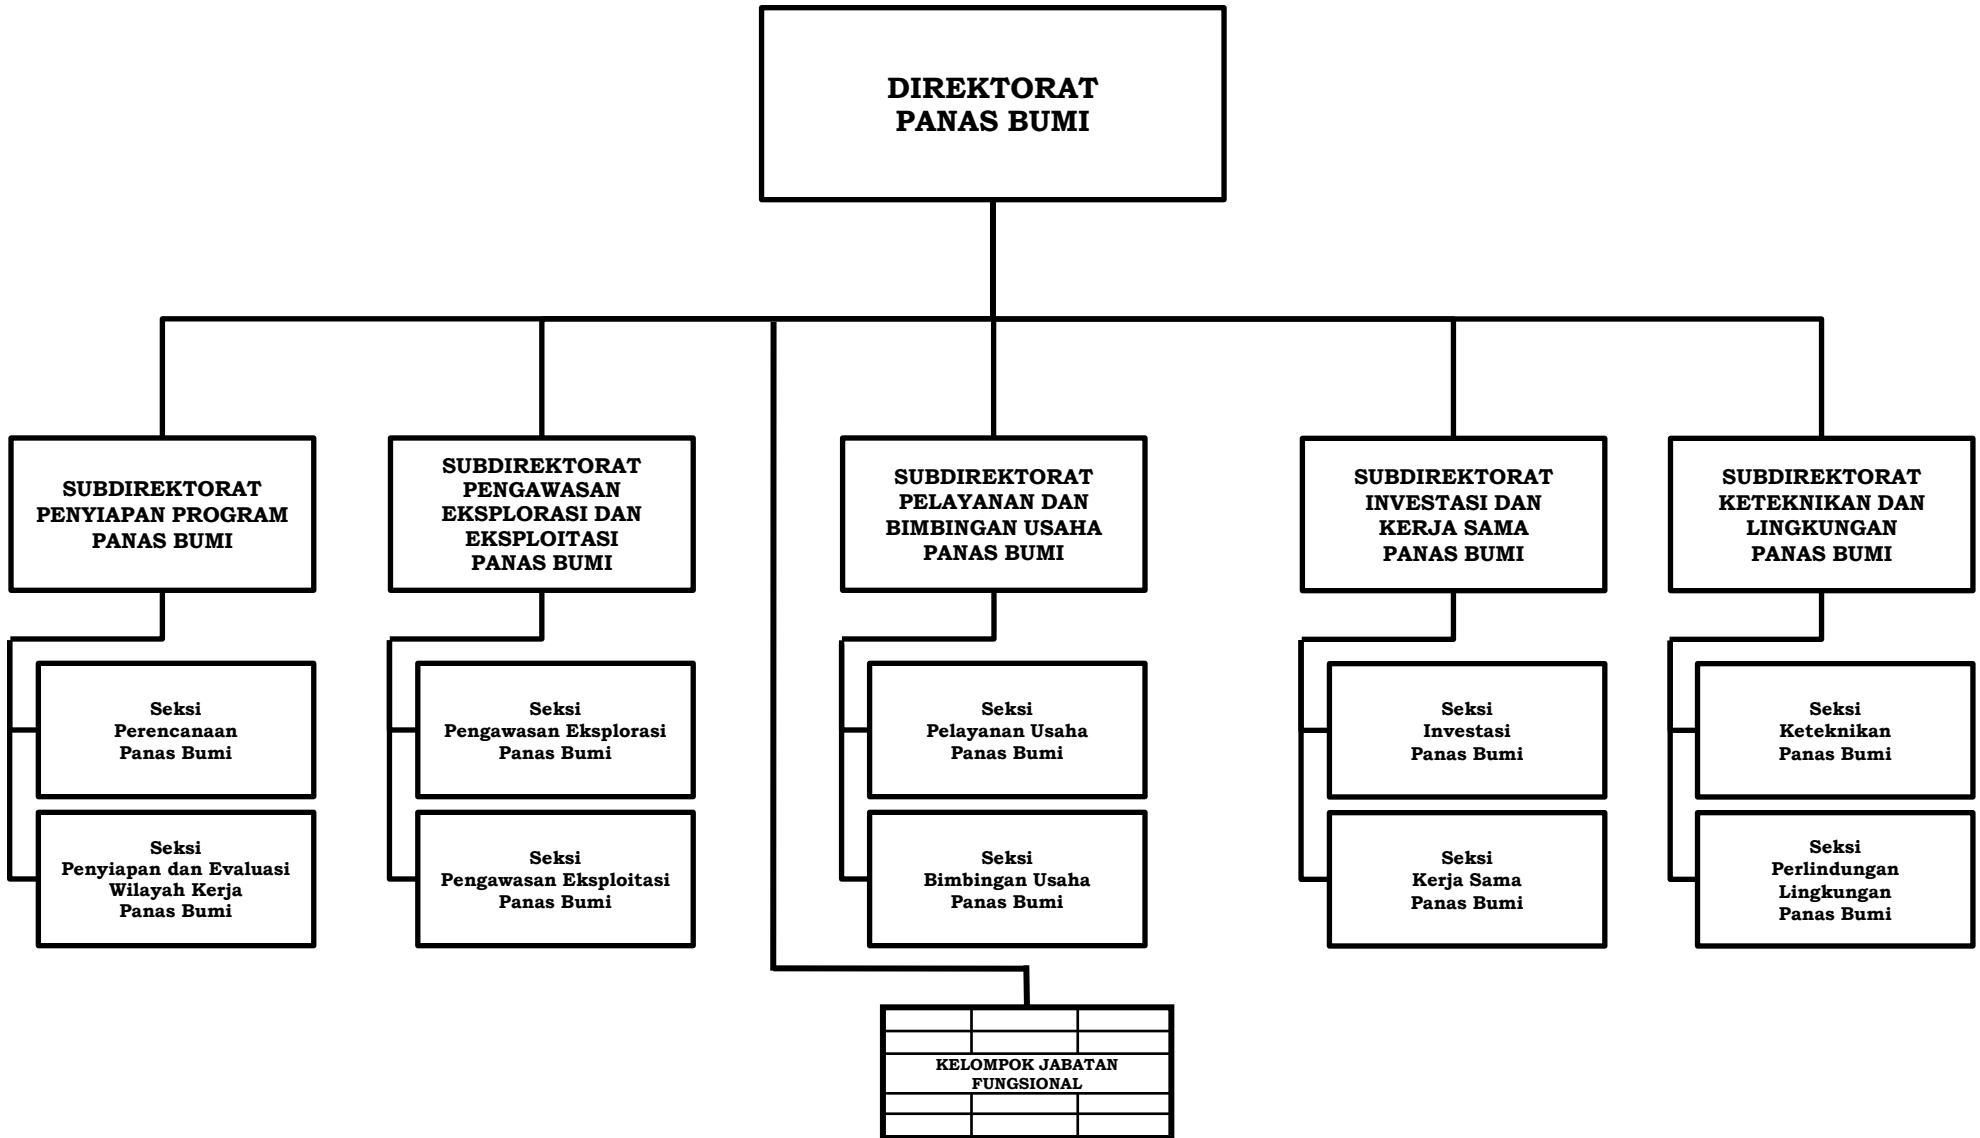 DIREKTORAT
PANAS BUMI
SUBDIREKTORAT
PENYIAPAN PROGRAM
PANAS BUMI
SUBDIREKTORAT
PENGAWASAN
EKSPLORASI DAN
EKSPLOITASI
PANAS BUMI
SUBDIREKTORAT
PELAYANAN DAN
BIMBINGAN USAHA
PANAS BUMI
SUBDIREKTORAT
INVESTASI DAN
KERJA SAMA
PANAS BUMI
SUBDIREKTORAT
KETEKNIKAN DAN
LINGKUNGAN
PANAS BUMI
Seksi
Perencanaan
Panas Bumi
Seksi
Pengawasan Eksplorasi
Panas Bumi
Seksi
Pelayanan Usaha
Panas Bumi
Seksi
Investasi
Panas Bumi
Seksi
Keteknikan
Panas Bumi
Seksi
Penyiapan dan Evaluasi
Wilayah Kerja
Panas Bumi
Seksi
Pengawasan Eksploitasi
Panas Bumi
Seksi
Bimbingan Usaha
Panas Bumi
Seksi
Kerja Sama
Panas Bumi
Seksi
Perlindungan
Lingkungan
Panas Bumi
KELOMPOK JABATAN
FUNGSIONAL